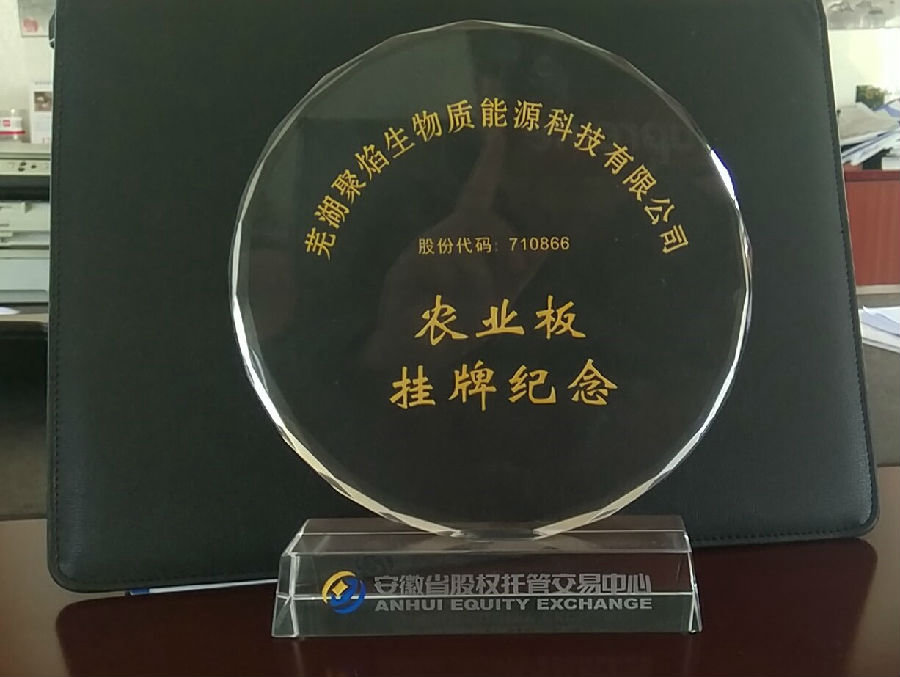 芜湖聚焰生物质能源科技有限公司
股份代码: 710866
农业板
挂牌纪念
安徽省股权托管交易中心
ANHUI EQUITY EXCHANGE